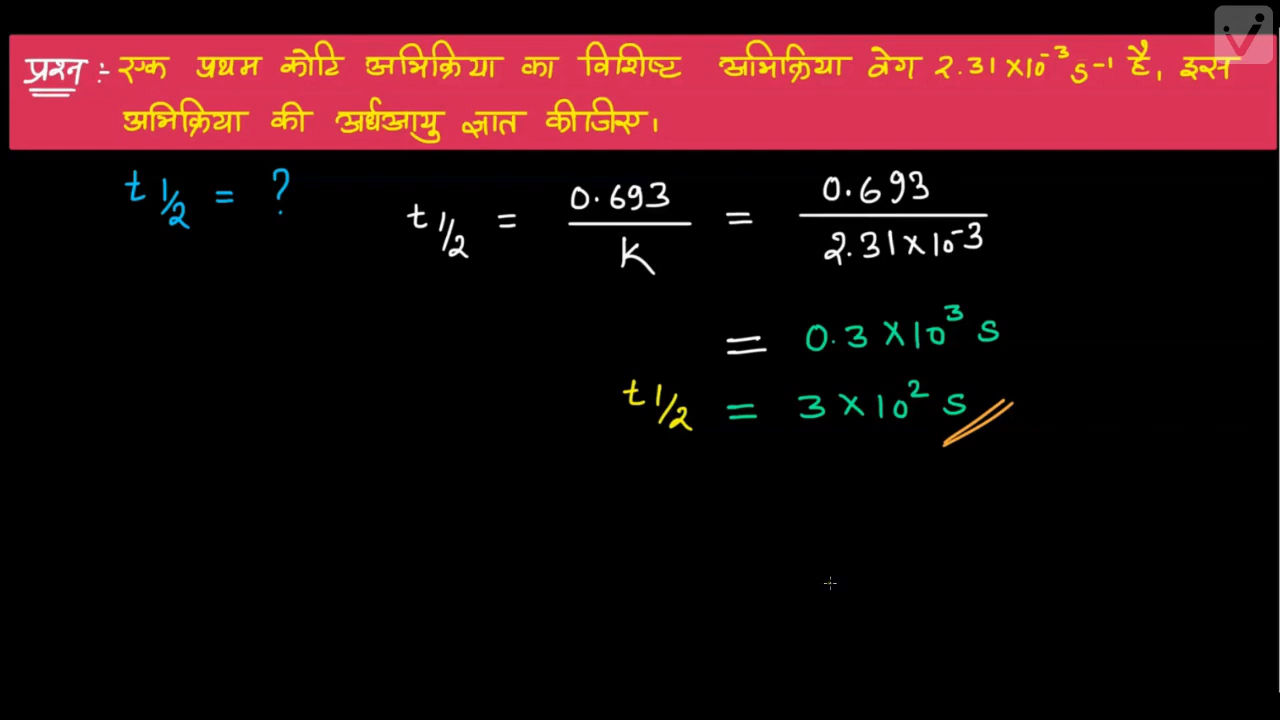 प्रश्न :- एक प्रथम कोटि अभिक्रिया का विशिष्ट अभिक्रिया वेग 2.31×10⁻³ s⁻¹ है, इस
अभिक्रिया की अर्धआयु ज्ञात कीजिए।
t 1/2 = ?
t 1/2 = 0.693 / K = 0.693 / 2.31×10⁻³
= 0.3×10³ s
t 1/2 = 3×10² s